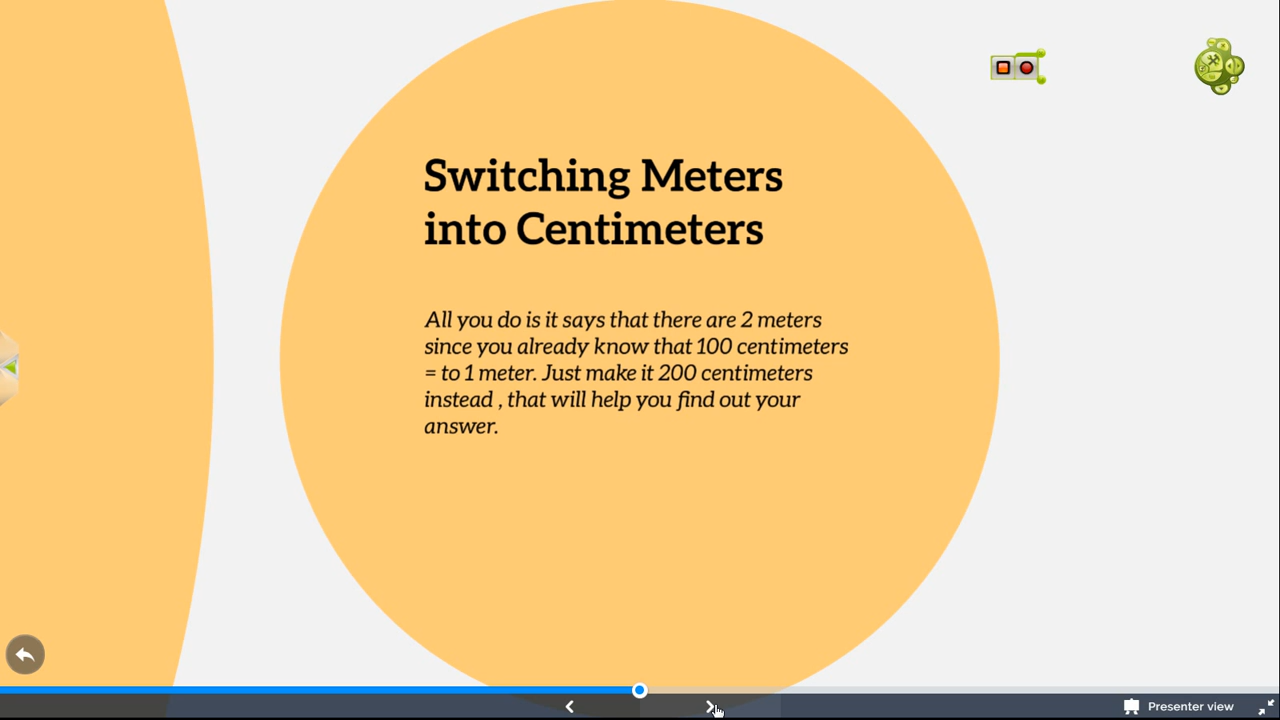 Switching Meters
into Centimeters
All you do is it says that there are 2 meters
since you already know that 100 centimeters
= to 1 meter. Just make it 200 centimeters
instead , that will help you find out your
answer.
Presenter view